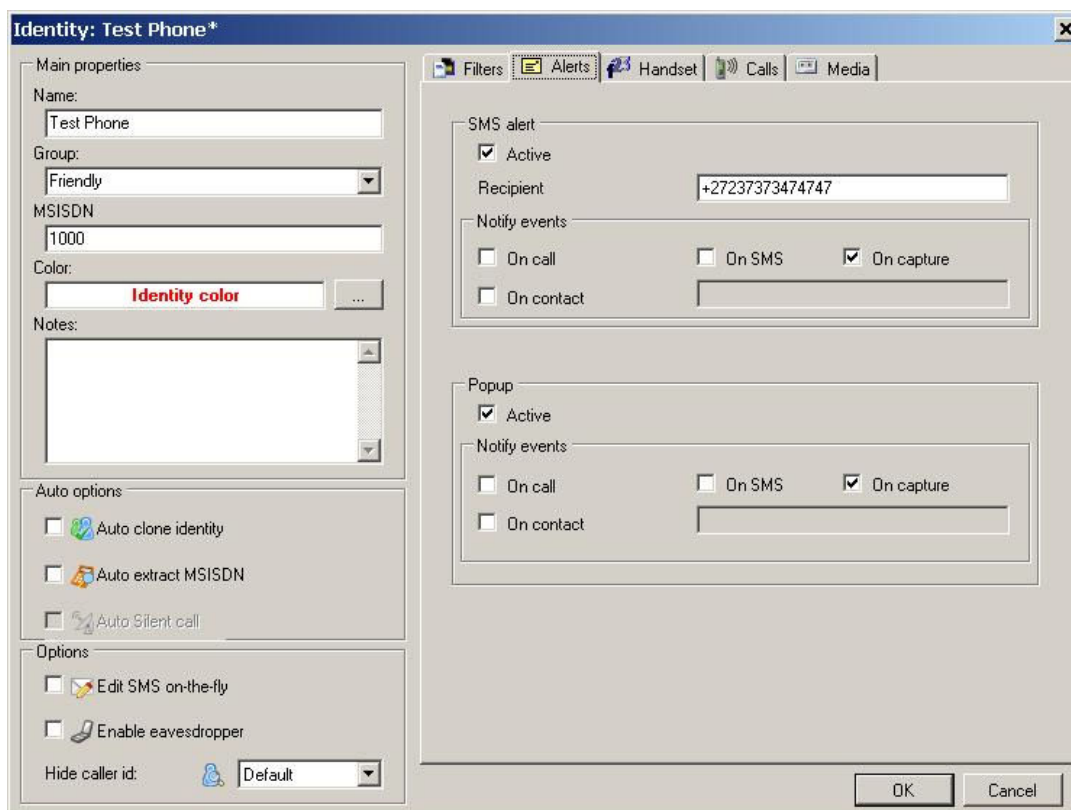 Identity: Test Phone*
Main properties
Name:
Test Phone
Group:
Friendly
MSISDN
1000
Color:
Identity color
...
Notes:
Auto options
Auto clone identity
Auto extract MSISDN
Auto Silent call
Options
Edit SMS on-the-fly
Enable eavesdropper
Hide caller id:
Default
Filters Alerts Handset Calls Media
SMS alert
Active
Recipient +27237373474747
Notify events
On call On SMS On capture
On contact
Popup
Active
Notify events
On call On SMS On capture
On contact
OK Cancel